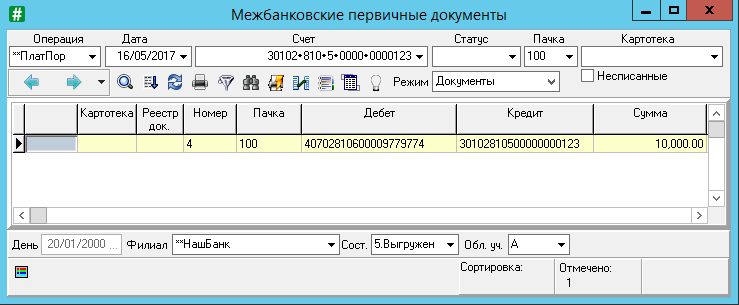 # Межбанковские первичные документы
Операция Дата Счет Статус Пачка Картотека
**ПлатПор 16/05/2017 30102•810•5•0000•0000123 100
Режим Документы Несписанные
Картотека Реестр док. Номер Пачка Дебет Кредит Сумма
4 100 40702810600009779774 30102810500000000123 10,000.00
День 20/01/2000 ... Филиал **НашБанк Сост. 5.Выгружен Обл. уч. А
Сортировка: Отмечено:
1